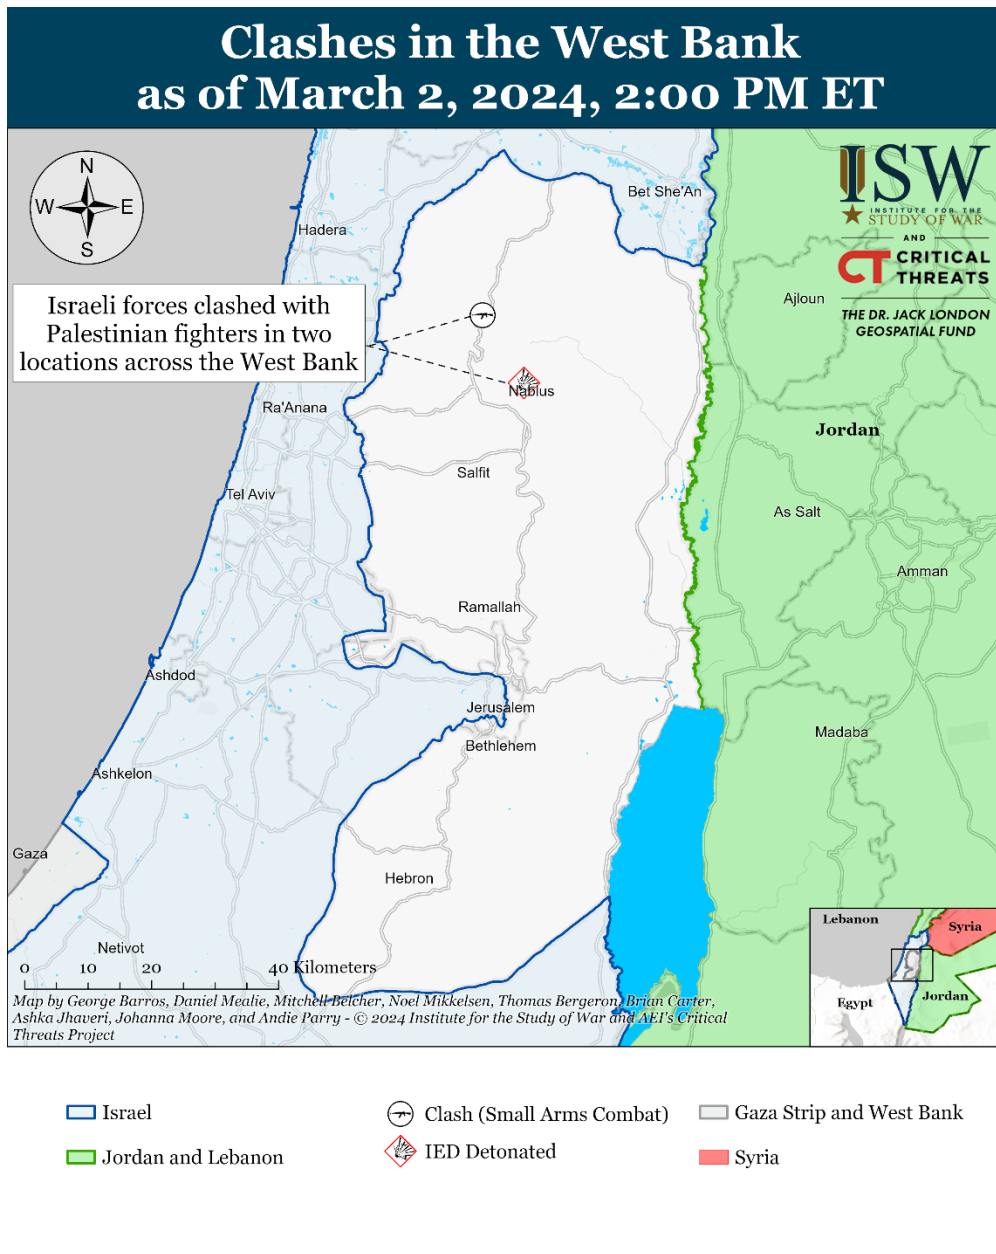 Clashes in the West Bank
as of March 2, 2024, 2:00 PM ET
N
W
E
S
ISW
INSTITUTE FOR THE
STUDY OF WAR
AND
CT CRITICAL
THREATS
THE DR. JACK LONDON
GEOSPATIAL FUND
Bet She'An
Hadera
Ajloun
Israeli forces clashed with
Palestinian fighters in two
locations across the West Bank
Nablus
Ra'Anana
Jordan
Salfit
Tel Aviv
As Salt
Amman
Ramallah
Ashdod
Jerusalem
Madaba
Bethlehem
Ashkelon
Gaza
Hebron
Netivot
Lebanon
Syria
Egypt
Jordan
0 10 20 40 Kilometers
Map by George Barros, Daniel Mealie, Mitchell Belcher, Noel Mikkelsen, Thomas Bergeron, Brian Carter,
Ashka Jhaveri, Johanna Moore, and Andie Parry - © 2024 Institute for the Study of War and AEI's Critical
Threats Project
Israel
Clash (Small Arms Combat)
Gaza Strip and West Bank
Jordan and Lebanon
IED Detonated
Syria